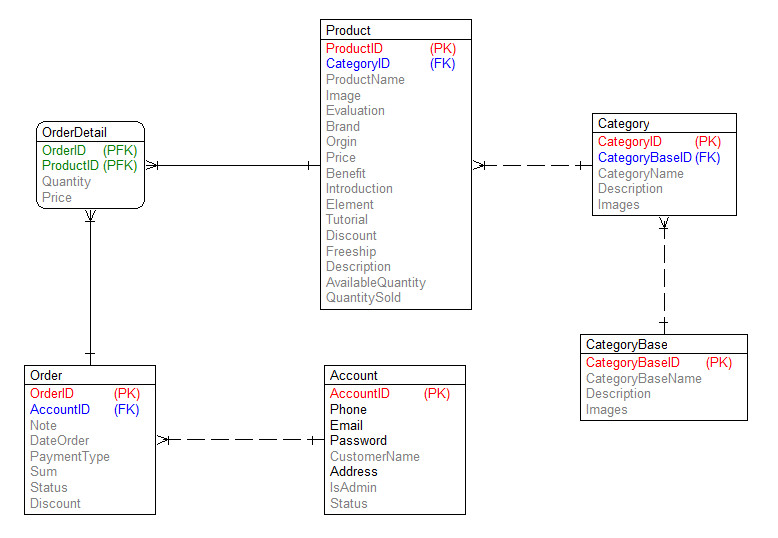 Product
ProductID (PK)
CategoryID (FK)
ProductName
Image
Evaluation
Brand
Orgin
Price
Benefit
Introduction
Element
Tutorial
Discount
Freeship
Description
AvailableQuantity
QuantitySold
OrderDetail
OrderID (PFK)
ProductID (PFK)
Quantity
Price
Category
CategoryID (PK)
CategoryBaseID (FK)
CategoryName
Description
Images
CategoryBase
CategoryBaseID (PK)
CategoryBaseName
Description
Images
Order
OrderID (PK)
AccountID (FK)
Note
DateOrder
PaymentType
Sum
Status
Discount
Account
AccountID (PK)
Phone
Email
Password
CustomerName
Address
IsAdmin
Status